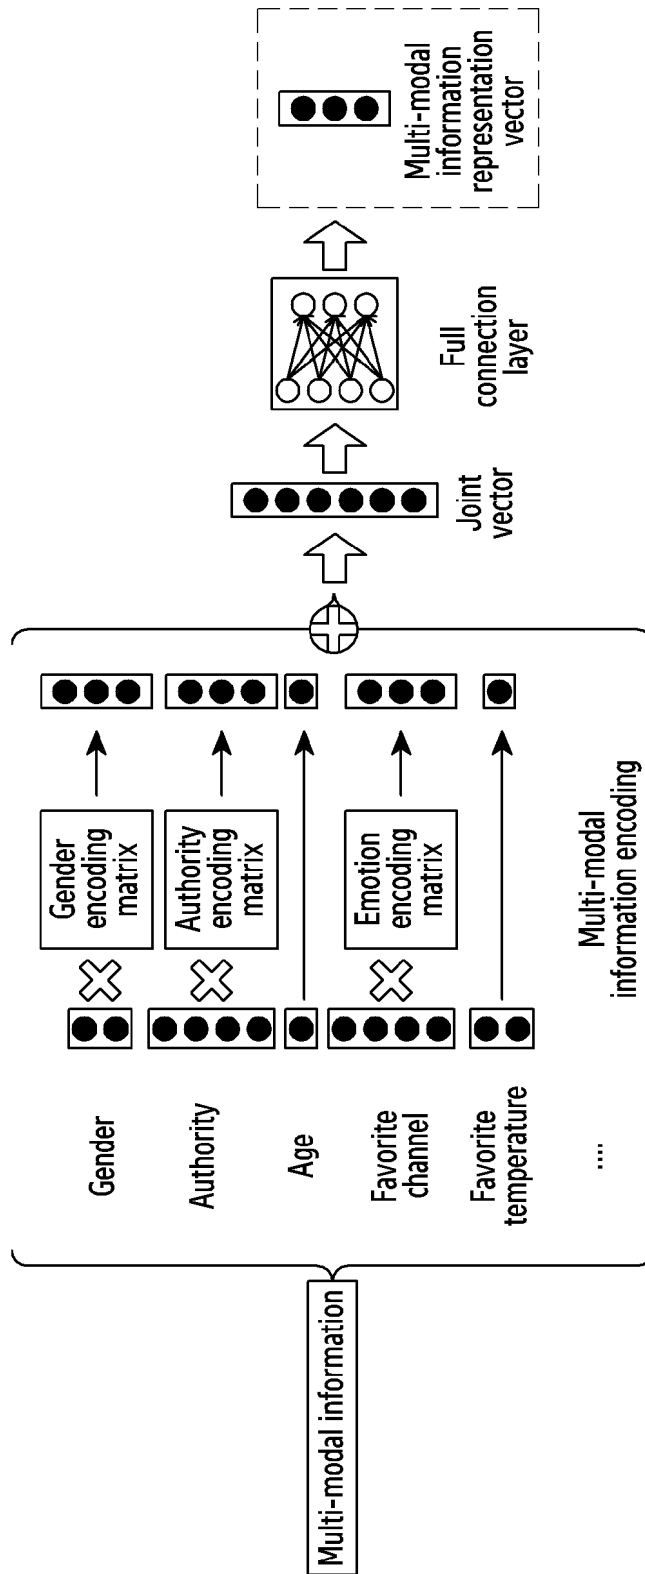 Multi-modal information
Gender
Authority
Age
Favorite
channel
Favorite
temperature
....
Gender
encoding
matrix
Authority
encoding
matrix
Emotion
encoding
matrix
Multi-modal
information encoding
Joint
vector
Full
connection
layer
Multi-modal
information
representation
vector